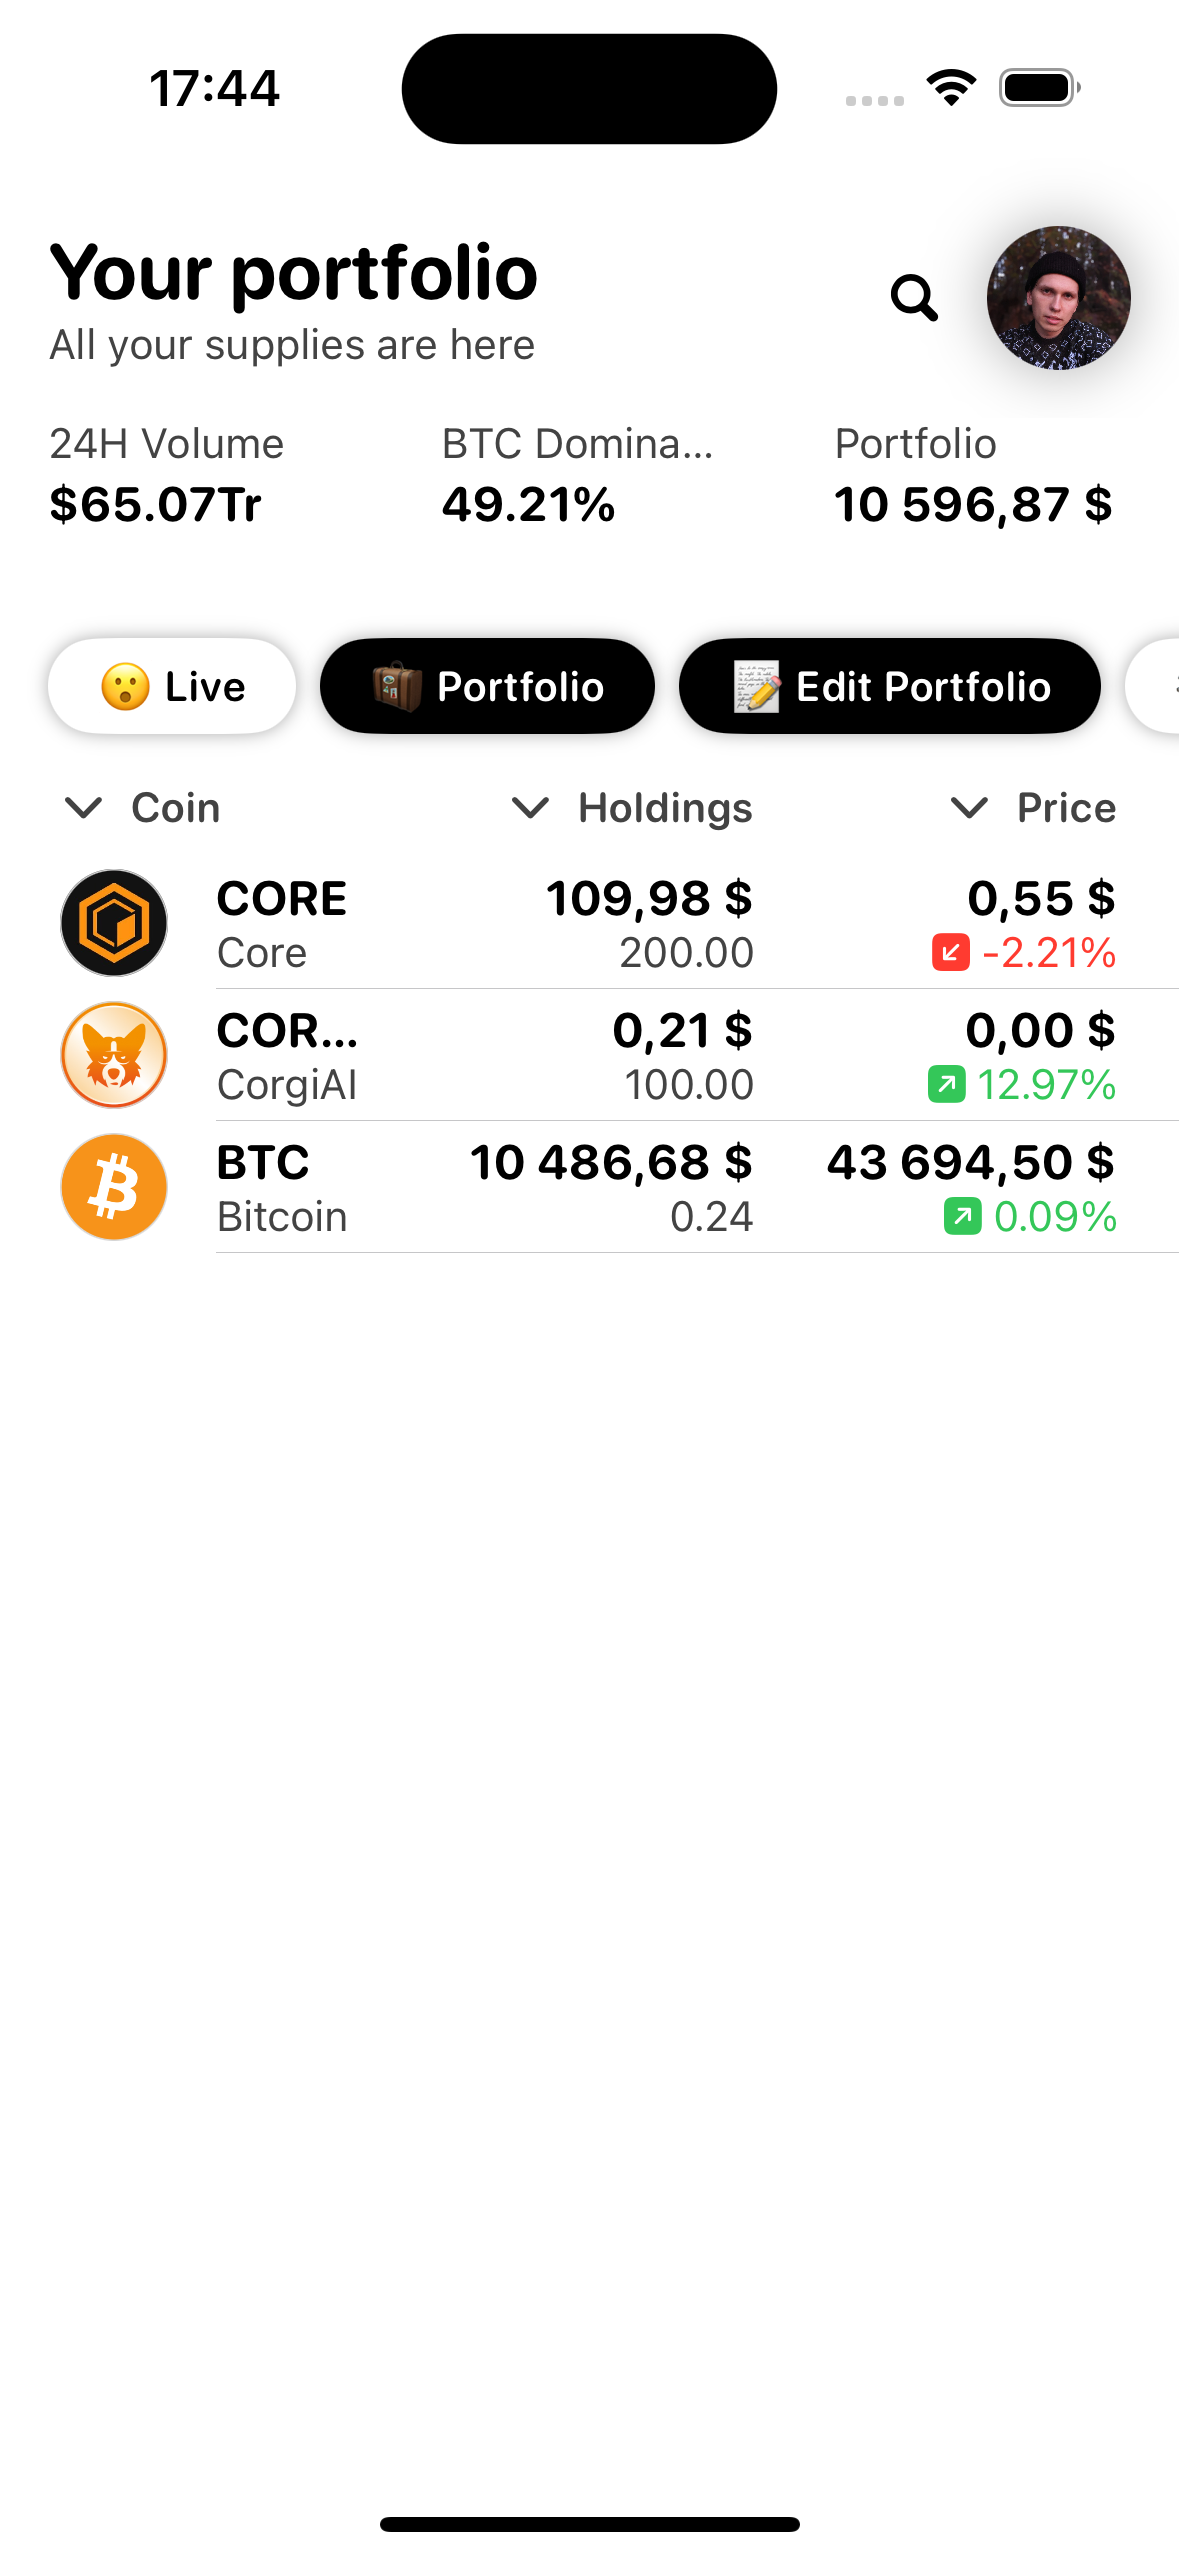 17:44
Your portfolio
All your supplies are here
24H Volume BTC Domina... Portfolio
$65.07Tr 49.21% 10 596,87 $
Live Portfolio Edit Portfolio
Coin Holdings Price
CORE 109,98 $ 0,55 $
Core 200.00 -2.21%
COR... 0,21 $ 0,00 $
CorgiAI 100.00 12.97%
BTC 10 486,68 $ 43 694,50 $
Bitcoin 0.24 0.09%